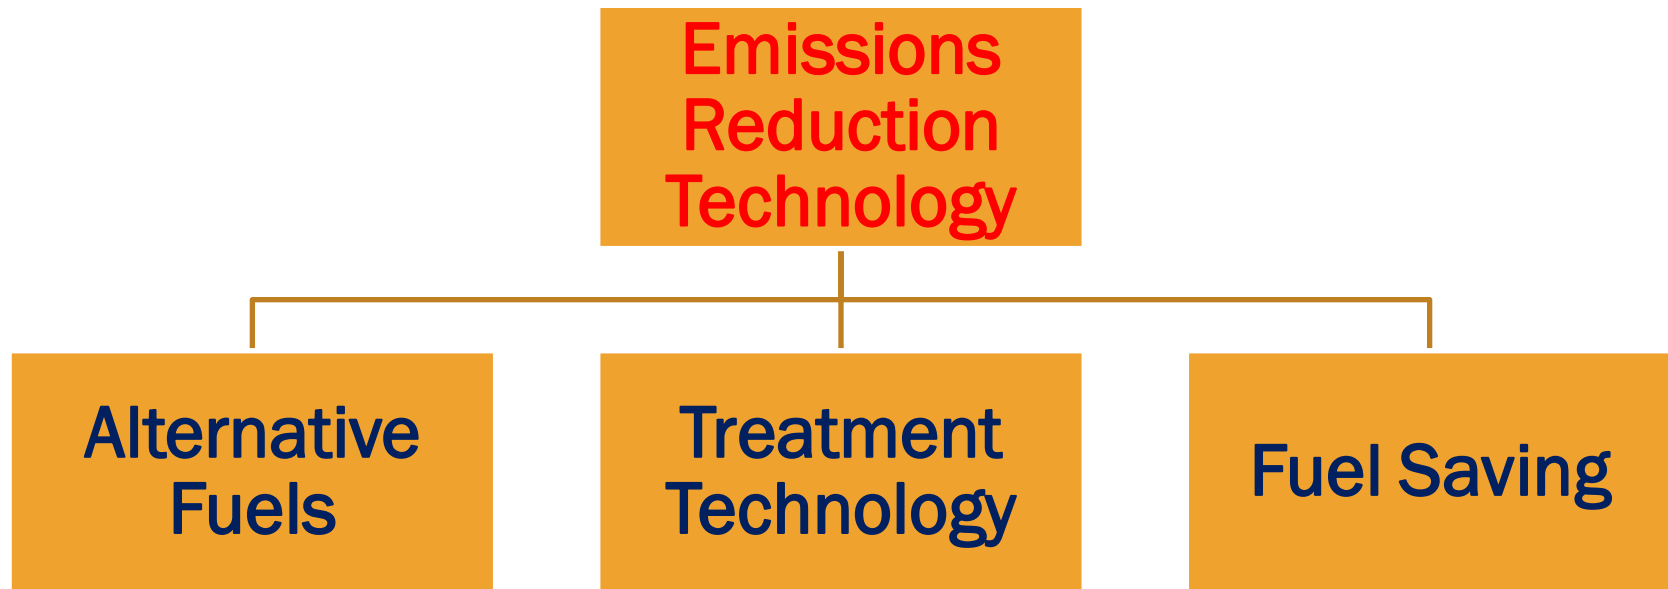 Emissions
Reduction
Technology
Alternative
Fuels
Treatment
Technology
Fuel Saving